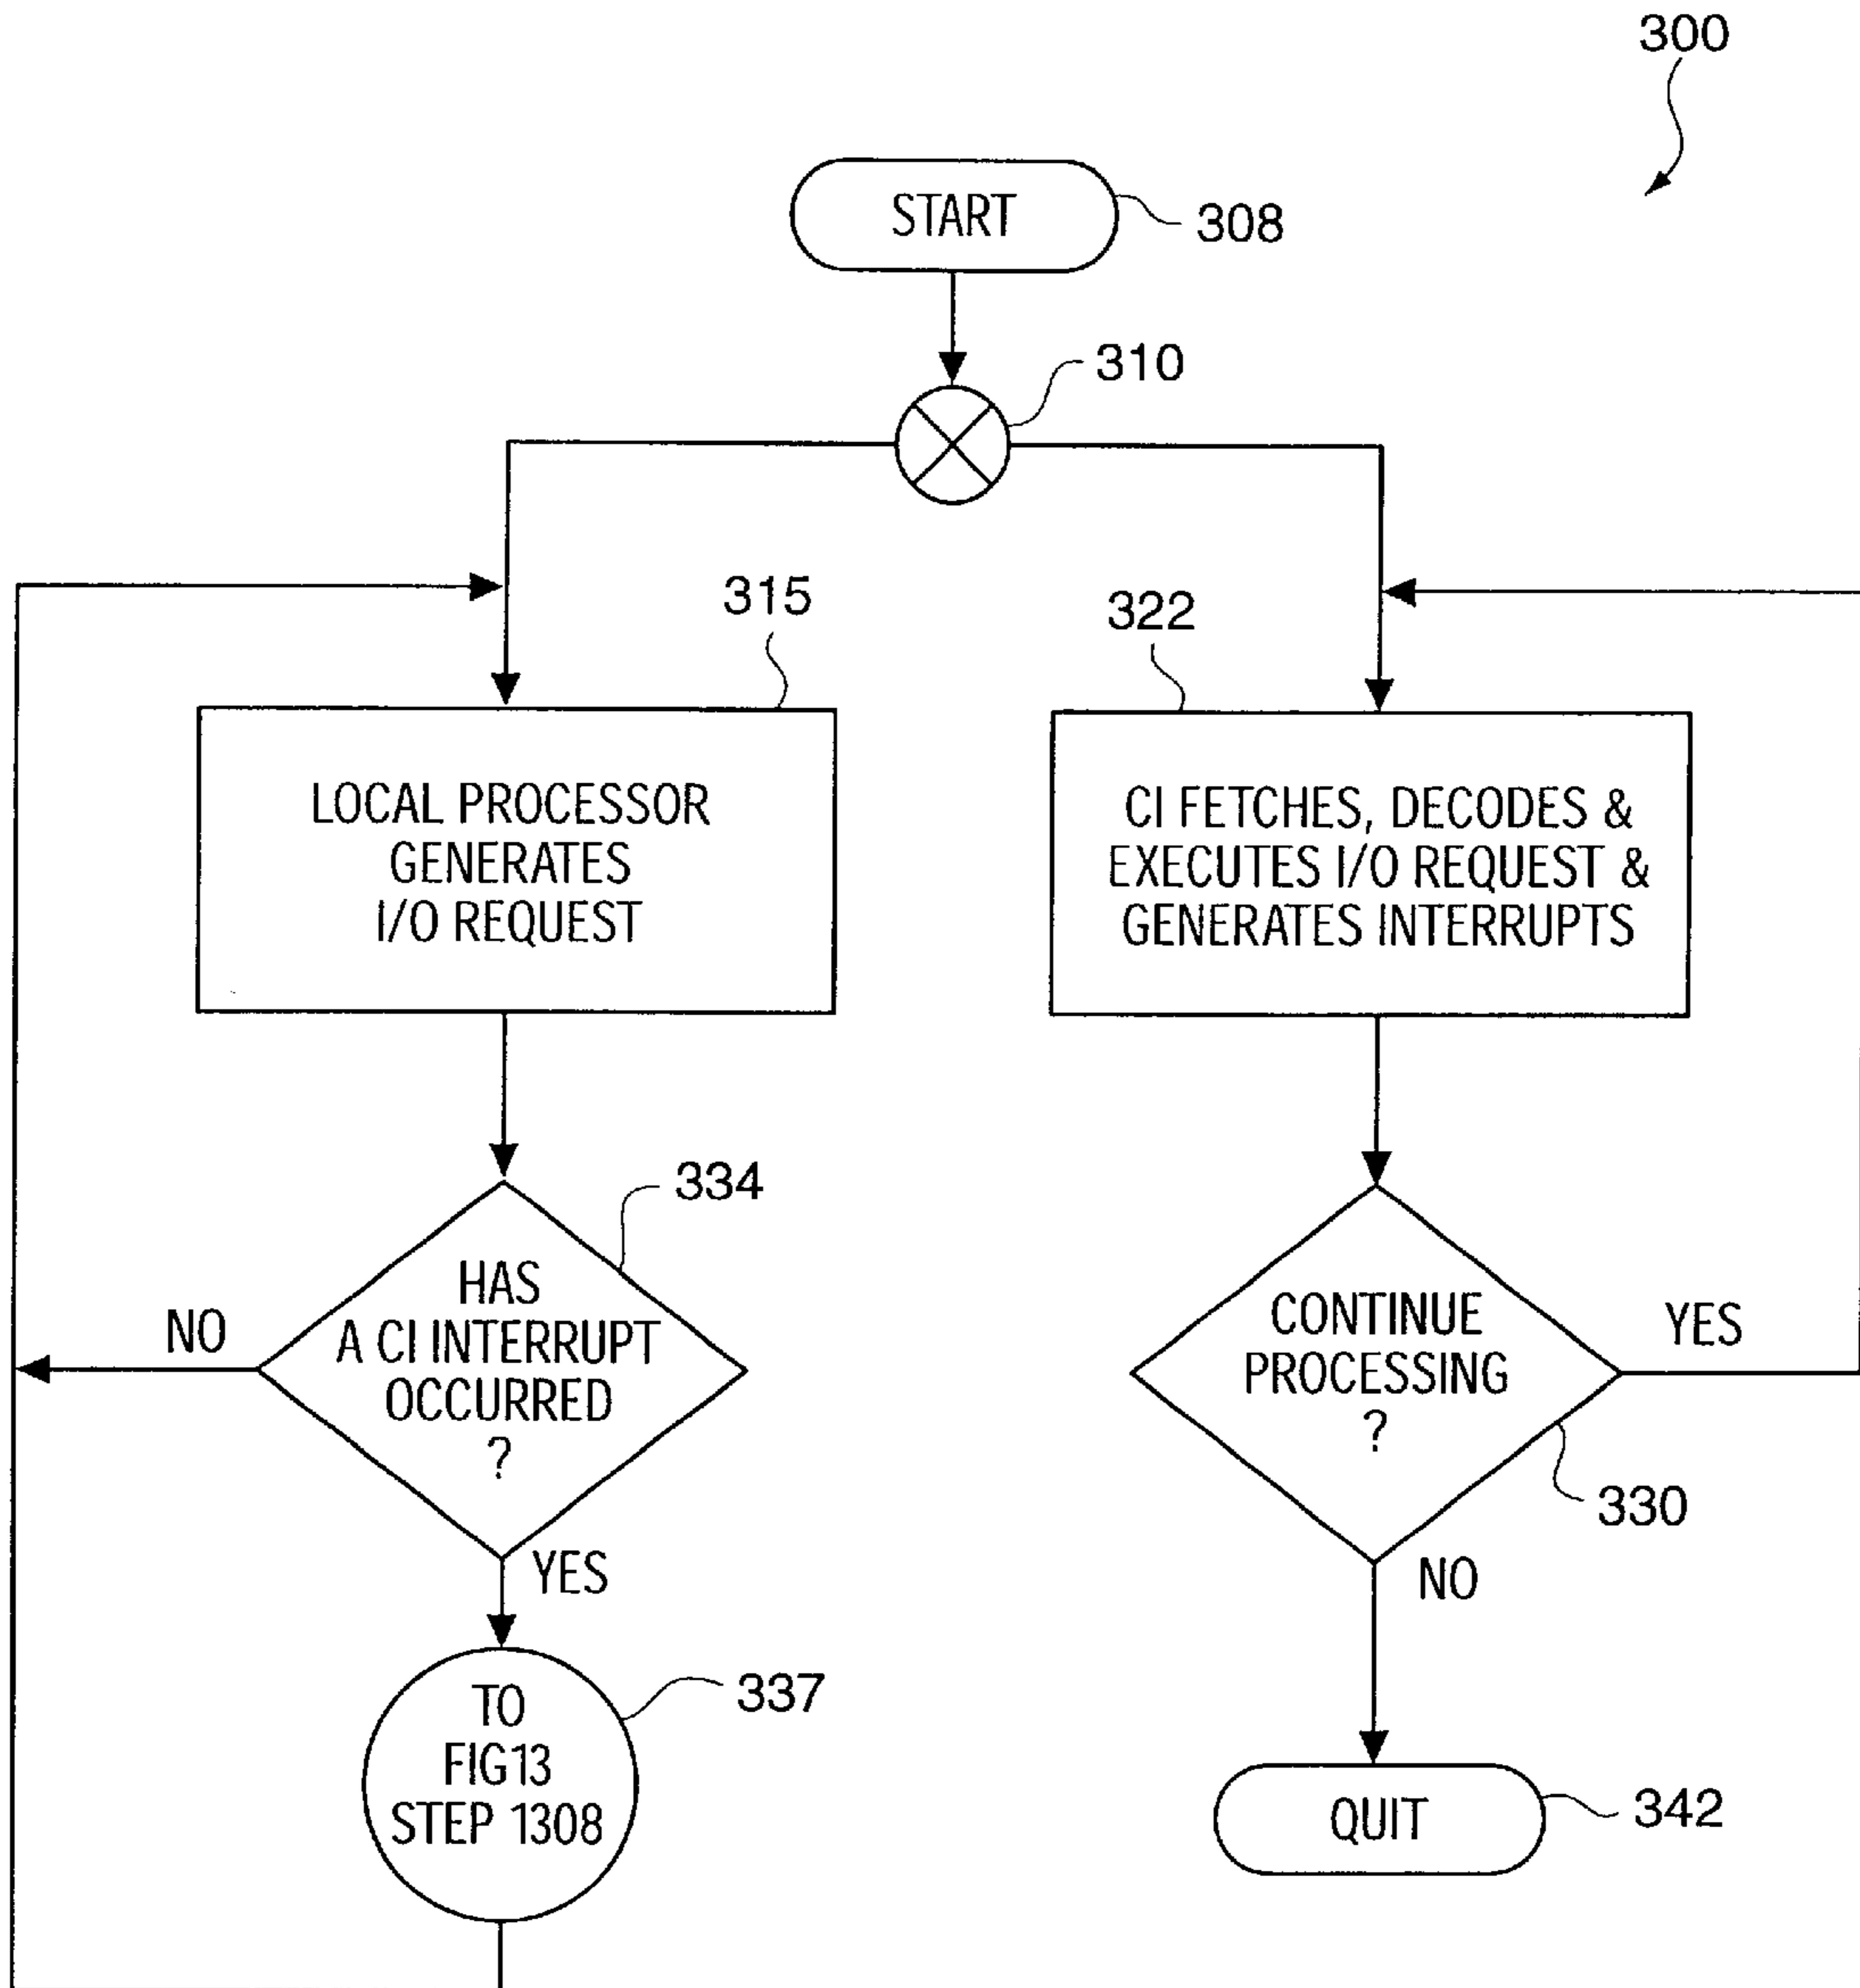 300
START
308
310
315
322
LOCAL PROCESSOR
GENERATES
I/O REQUEST
CI FETCHES, DECODES &
EXECUTES I/O REQUEST &
GENERATES INTERRUPTS
334
HAS
A CI INTERRUPT
OCCURRED
?
NO
YES
CONTINUE
PROCESSING
?
YES
330
NO
TO
FIG13
STEP 1308
337
QUIT
342